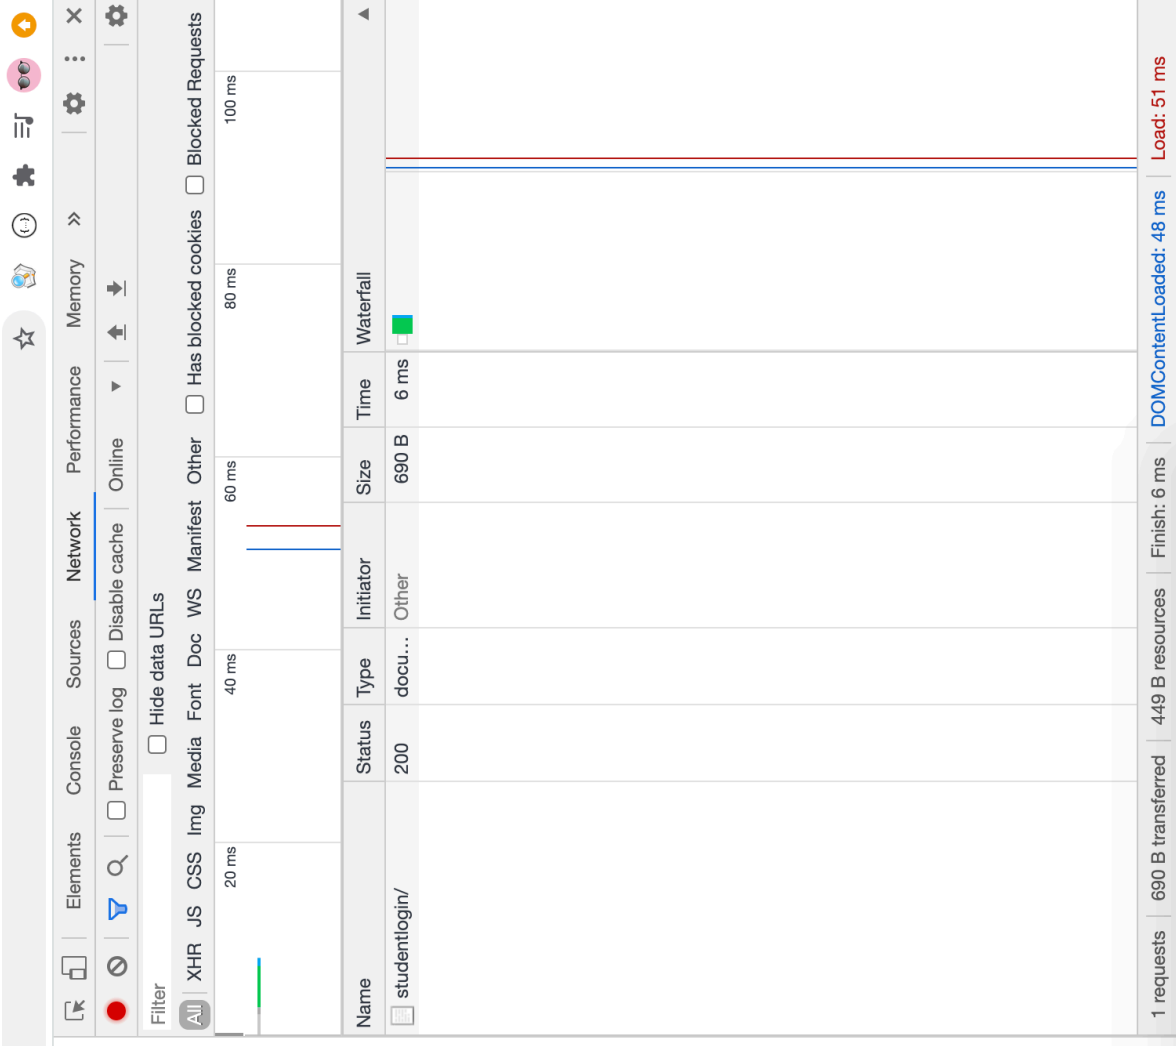 Elements Console Sources Network Performance Memory
Preserve log Disable cache Online
Filter Hide data URLs
All XHR JS CSS Img Media Font Doc WS Manifest Other Has blocked cookies Blocked Requests
20 ms 40 ms 60 ms 80 ms 100 ms
Name Status Type Initiator Size Time Waterfall
studentlogin/ 200 docu... Other 690 B 6 ms
1 requests 690 B transferred 449 B resources Finish: 6 ms DOMContentLoaded: 48 ms Load: 51 ms